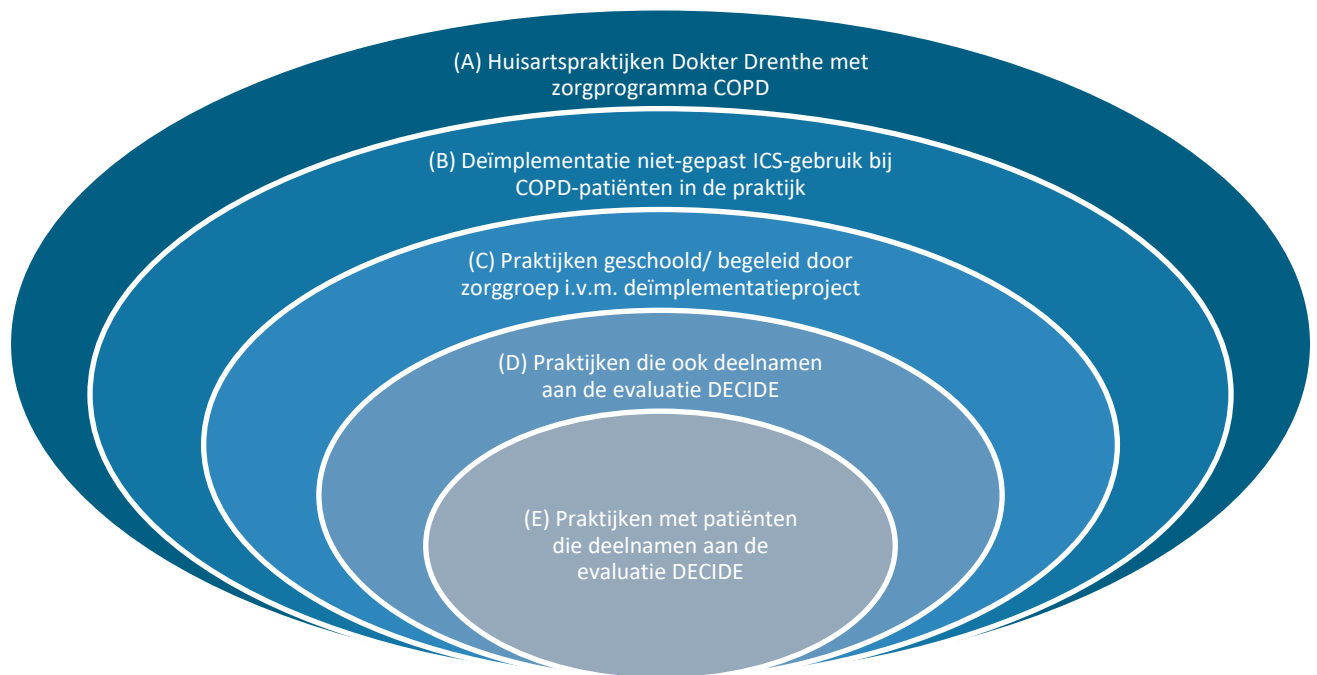 (A) Huisartspraktijken Dokter Drenthe met
zorgprogramma COPD
(B) Deïmplementatie niet-gepast ICS-gebruik bij
COPD-patiënten in de praktijk
(C) Praktijken geschoold/ begeleid door
zorggroep i.v.m. deïmplementatieproject
(D) Praktijken die ook deelnamen
aan de evaluatie DECIDE
(E) Praktijken met patiënten
die deelnamen aan de
evaluatie DECIDE